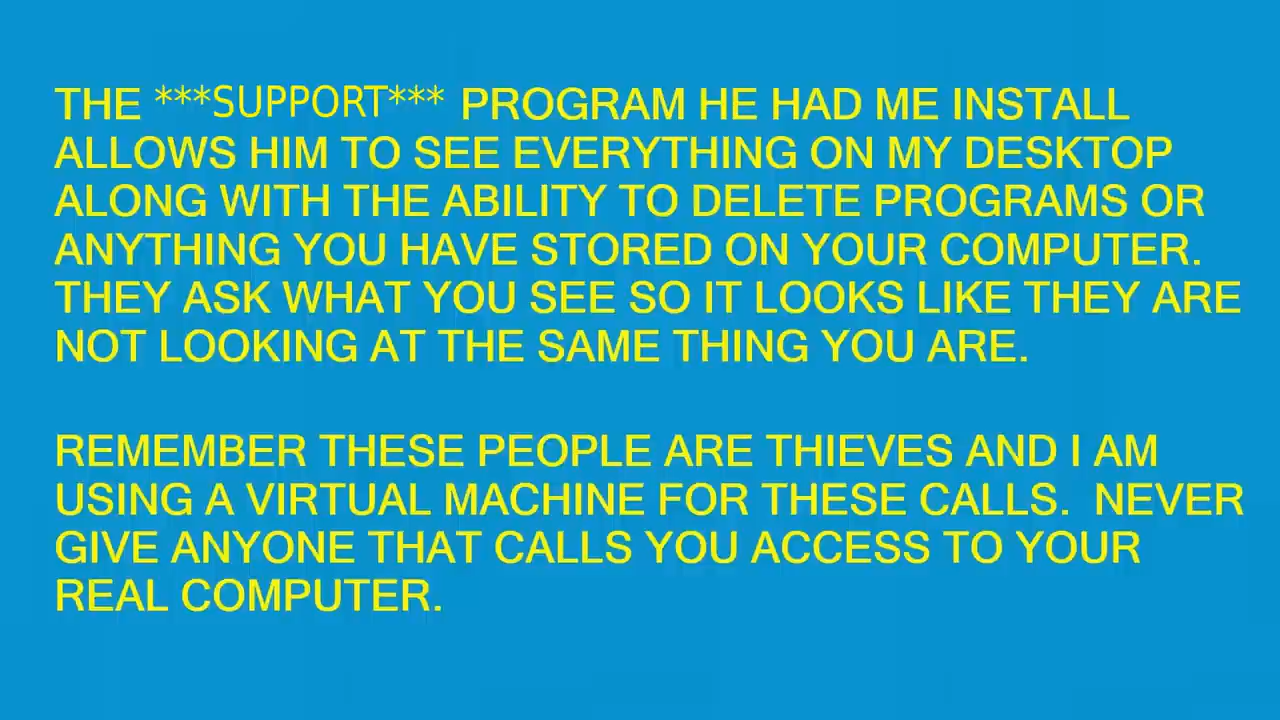 THE ***SUPPORT*** PROGRAM HE HAD ME INSTALL
ALLOWS HIM TO SEE EVERYTHING ON MY DESKTOP
ALONG WITH THE ABILITY TO DELETE PROGRAMS OR
ANYTHING YOU HAVE STORED ON YOUR COMPUTER.
THEY ASK WHAT YOU SEE SO IT LOOKS LIKE THEY ARE
NOT LOOKING AT THE SAME THING YOU ARE.
REMEMBER THESE PEOPLE ARE THIEVES AND I AM
USING A VIRTUAL MACHINE FOR THESE CALLS.  NEVER
GIVE ANYONE THAT CALLS YOU ACCESS TO YOUR
REAL COMPUTER.